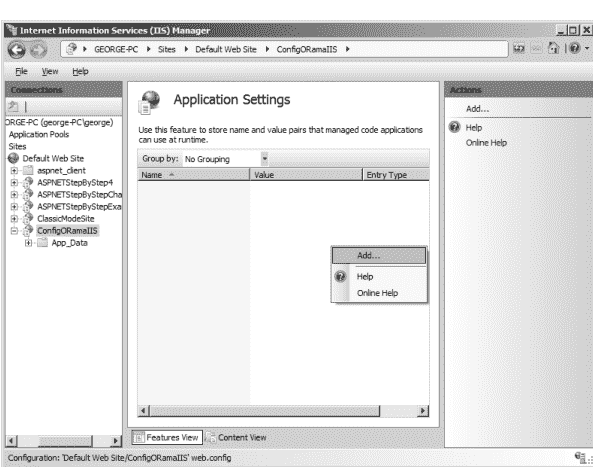 Internet Information Services (IIS) Manager
GEORGE-PC ▸ Sites ▸ Default Web Site ▸ ConfigORamaIIS ▸
File View Help
Connections
ORGE-PC (george-PC\george)
Application Pools
Sites
Default Web Site
aspnet_client
ASPNETStepByStep4
ASPNETStepByStepCha
ASPNETStepByStepExa
ClassicModeSite
ConfigORamaIIS
App_Data
Application Settings
Use this feature to store name and value pairs that managed code applications
can use at runtime.
Group by: No Grouping
Name Value Entry Type
Add...
Help
Online Help
Features View Content View
Actions
Add...
Help
Online Help
Configuration: 'Default Web Site/ConfigORamaIIS' web.config